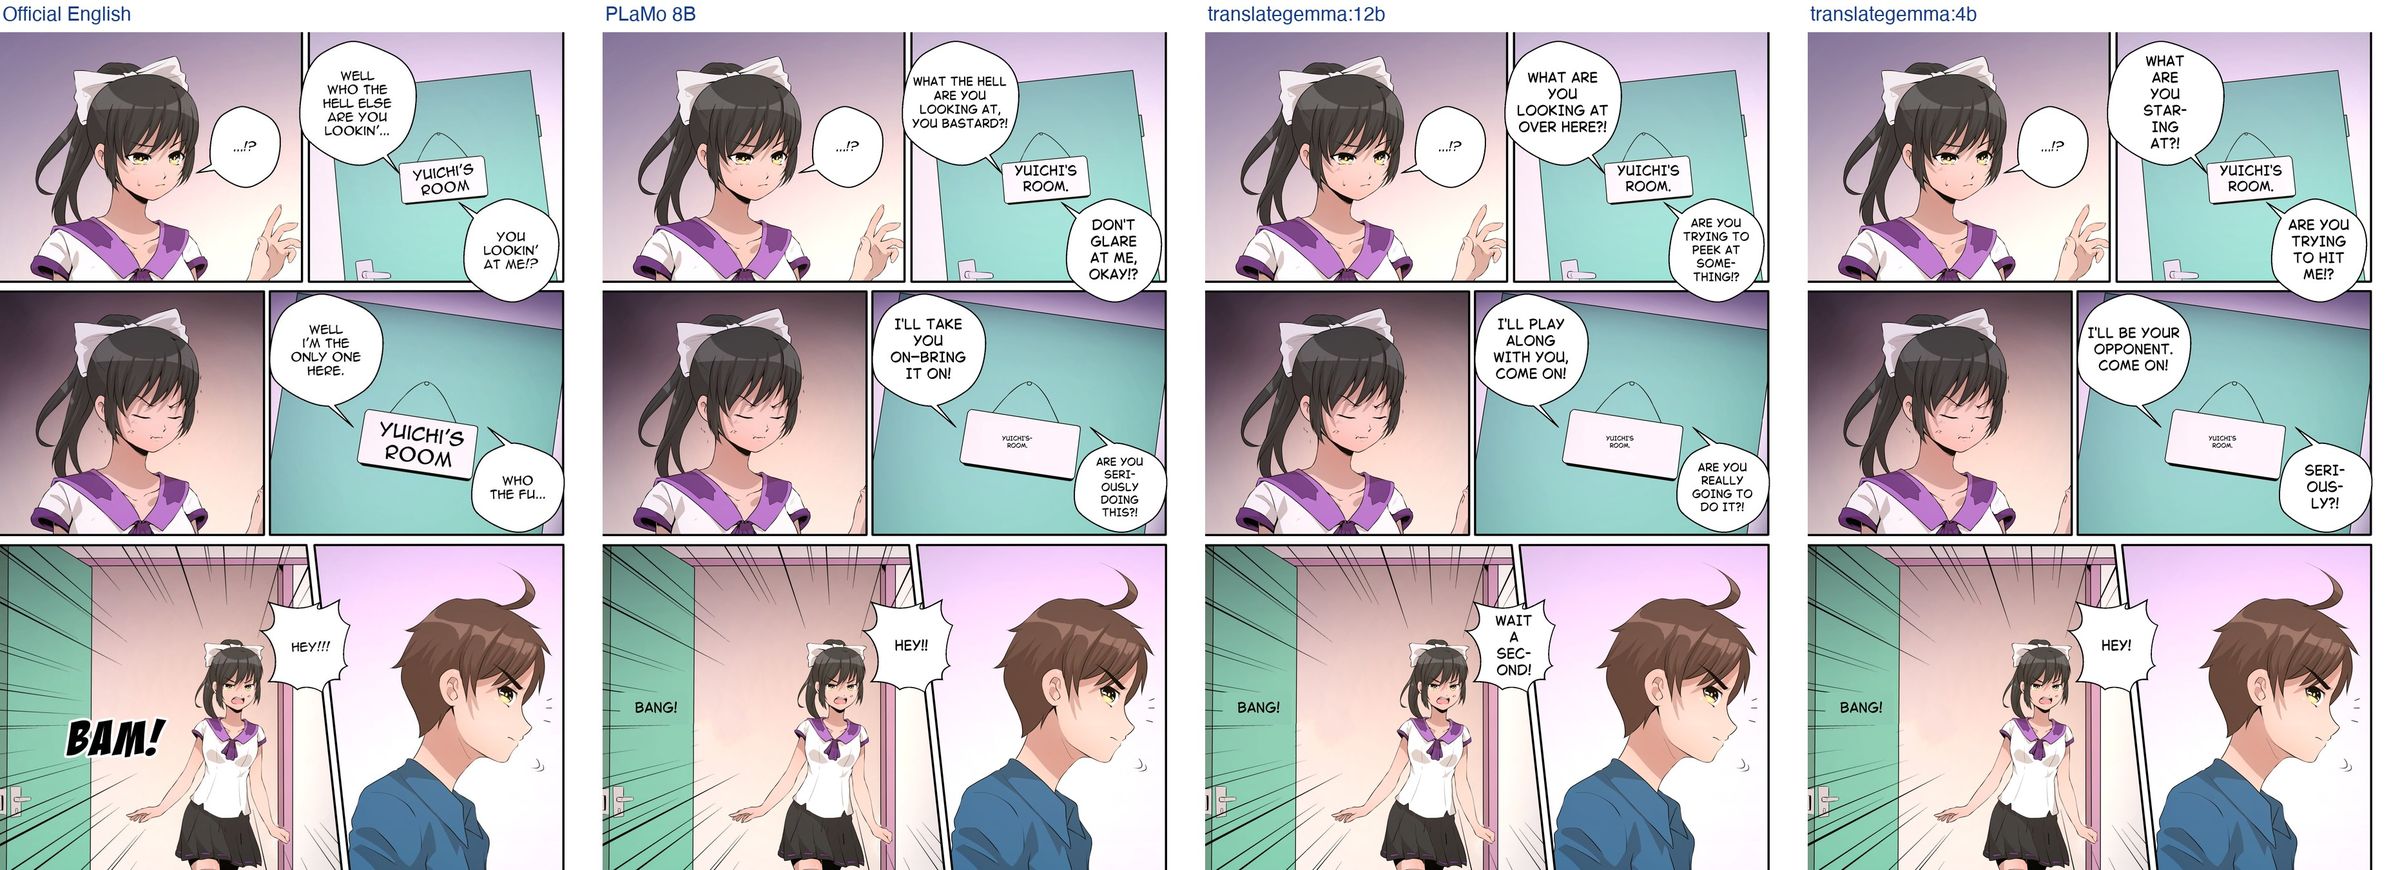 Official English
...!?
WELL
WHO THE
HELL ELSE
ARE YOU
LOOKIN'...
YUICHI'S
ROOM
YOU
LOOKIN'
AT ME!?
WELL
I'M THE
ONLY ONE
HERE.
YUICHI'S
ROOM
WHO
THE FU...
HEY!!!
BAM!
PLaMo 8B
...!?
WHAT THE HELL
ARE YOU
LOOKING AT,
YOU BASTARD?!
YUICHI'S
ROOM.
DON'T
GLARE
AT ME,
OKAY!?
I'LL TAKE
YOU
ON-BRING
IT ON!
YUICHI'S-
ROOM.
ARE YOU
SERI-
OUSLY
DOING
THIS?!
HEY!!
BANG!
translategemma:12b
...!?
WHAT ARE
YOU
LOOKING AT
OVER HERE?!
YUICHI'S
ROOM.
ARE YOU
TRYING TO
PEEK AT
SOME-
THING!?
I'LL PLAY
ALONG
WITH YOU,
COME ON!
YUICHI'S
ROOM.
ARE YOU
REALLY
GOING TO
DO IT?!
WAIT
A
SEC-
OND!
BANG!
translategemma:4b
...!?
WHAT
ARE
YOU
STAR-
ING
AT?!
YUICHI'S
ROOM.
ARE YOU
TRYING
TO HIT
ME!?
I'LL BE YOUR
OPPONENT.
COME ON!
YUICHI'S
ROOM.
SERI-
OUS-
LY?!
HEY!
BANG!